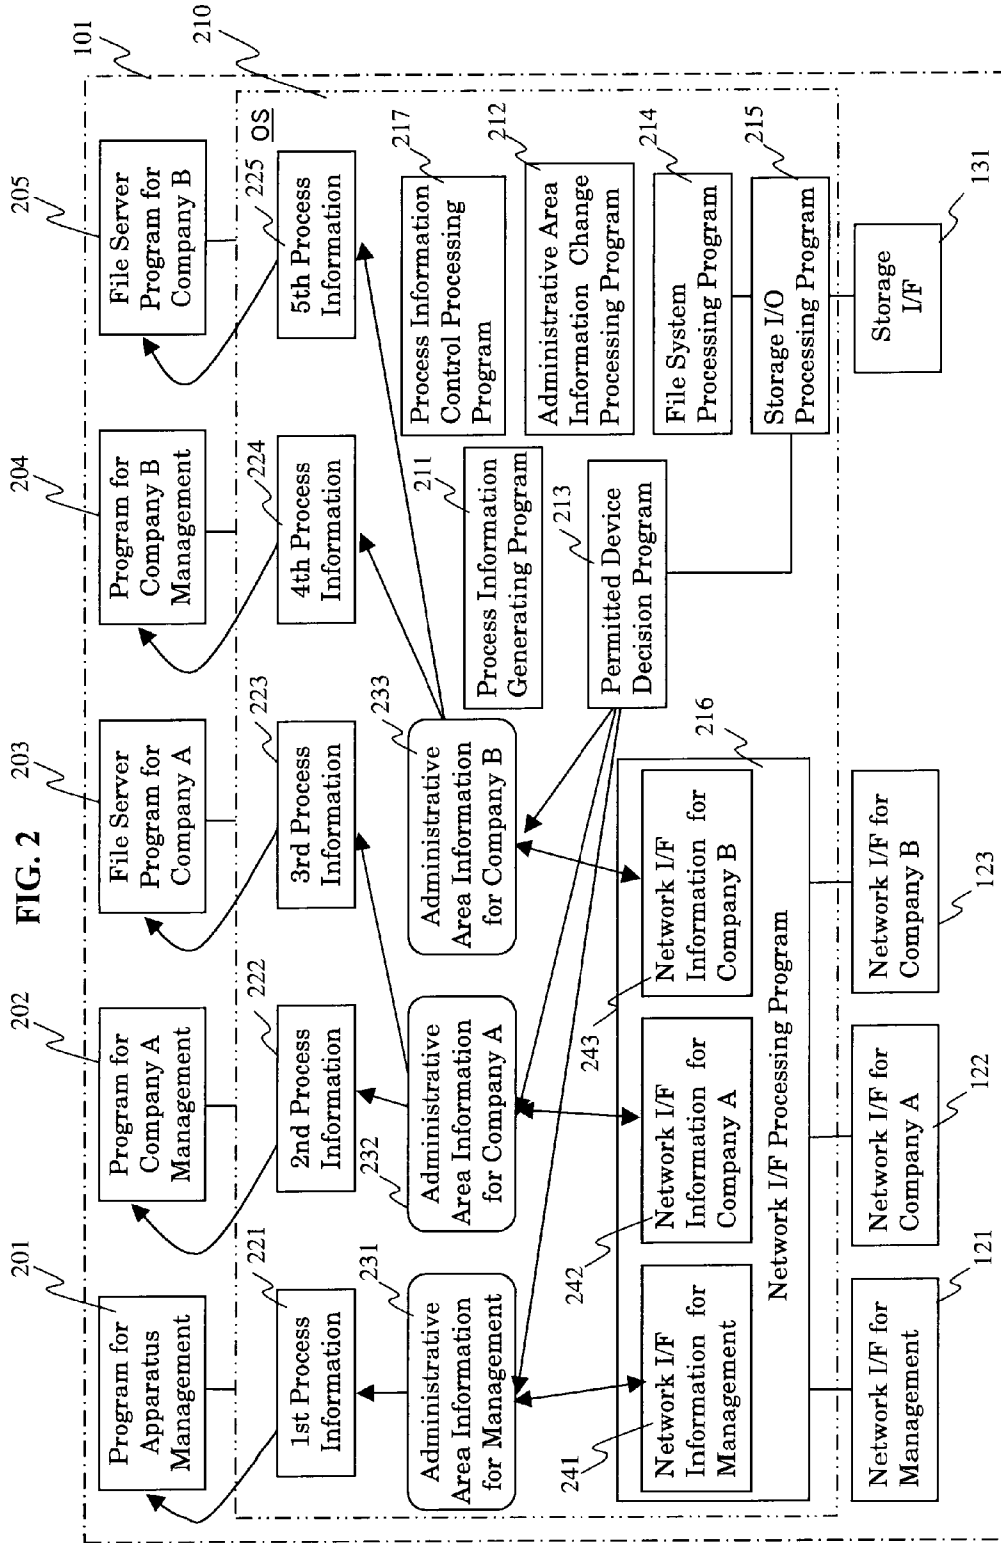 FIG. 2
101
210
201
202
203
204
205
Program for
Apparatus
Management
Program for
Company A
Management
File Server
Program for
Company A
Program for
Company B
Management
File Server
Program for
Company B
OS
221
222
223
224
225
1st Process
Information
2nd Process
Information
3rd Process
Information
4th Process
Information
5th Process
Information
231
232
233
Administrative
Area Information
for Management
Administrative
Area Information
for Company A
Administrative
Area Information
for Company B
211
Process Information
Generating Program
217
Process Information
Control Processing
Program
212
Administrative Area
Information Change
Processing Program
213
Permitted Device
Decision Program
214
File System
Processing Program
215
Storage I/O
Processing Program
216
241
242
243
Network I/F
Information for
Management
Network I/F
Information for
Company A
Network I/F
Information for
Company B
Network I/F Processing Program
Network I/F for
Management
121
Network I/F for
Company A
122
Network I/F for
Company B
123
Storage
I/F
131